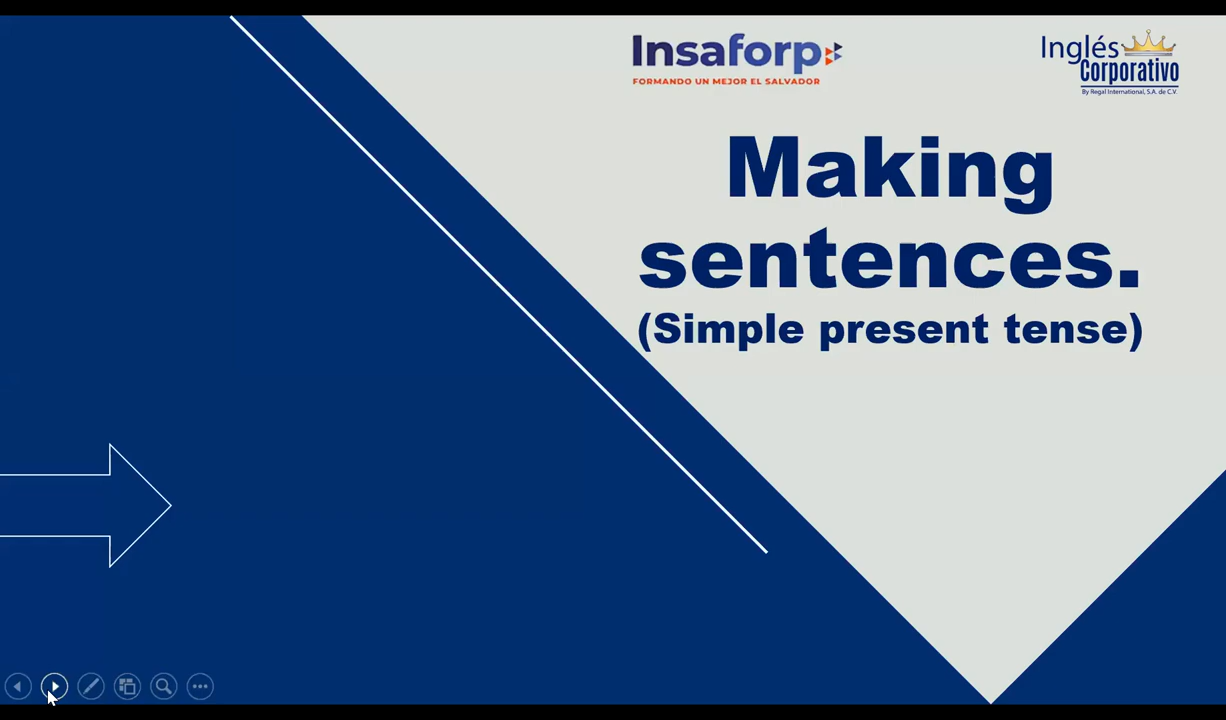 Insaforp
FORMANDO UN MEJOR EL SALVADOR
Inglés
Corporativo
By Regal International, S.A. de C.V.
Making
sentences.
(Simple present tense)